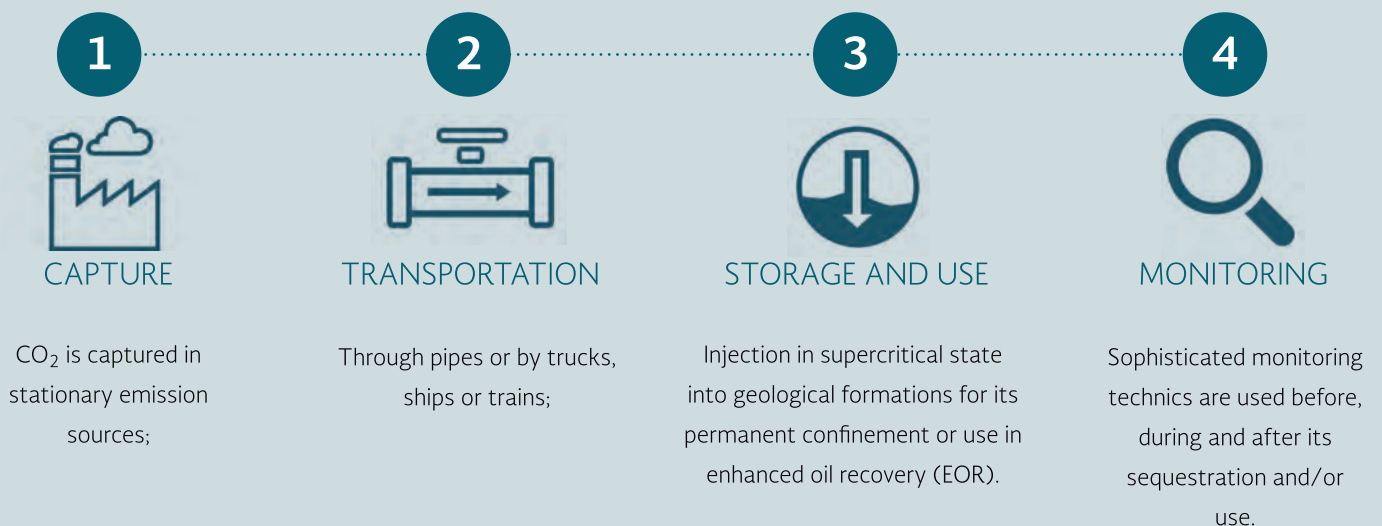 1
2
3
4
CAPTURE
TRANSPORTATION
STORAGE AND USE
MONITORING
CO₂ is captured in
stationary emission
sources;
Through pipes or by trucks,
ships or trains;
Injection in supercritical state
into geological formations for its
permanent confinement or use in
enhanced oil recovery (EOR).
Sophisticated monitoring
technics are used before,
during and after its
sequestration and/or
use.